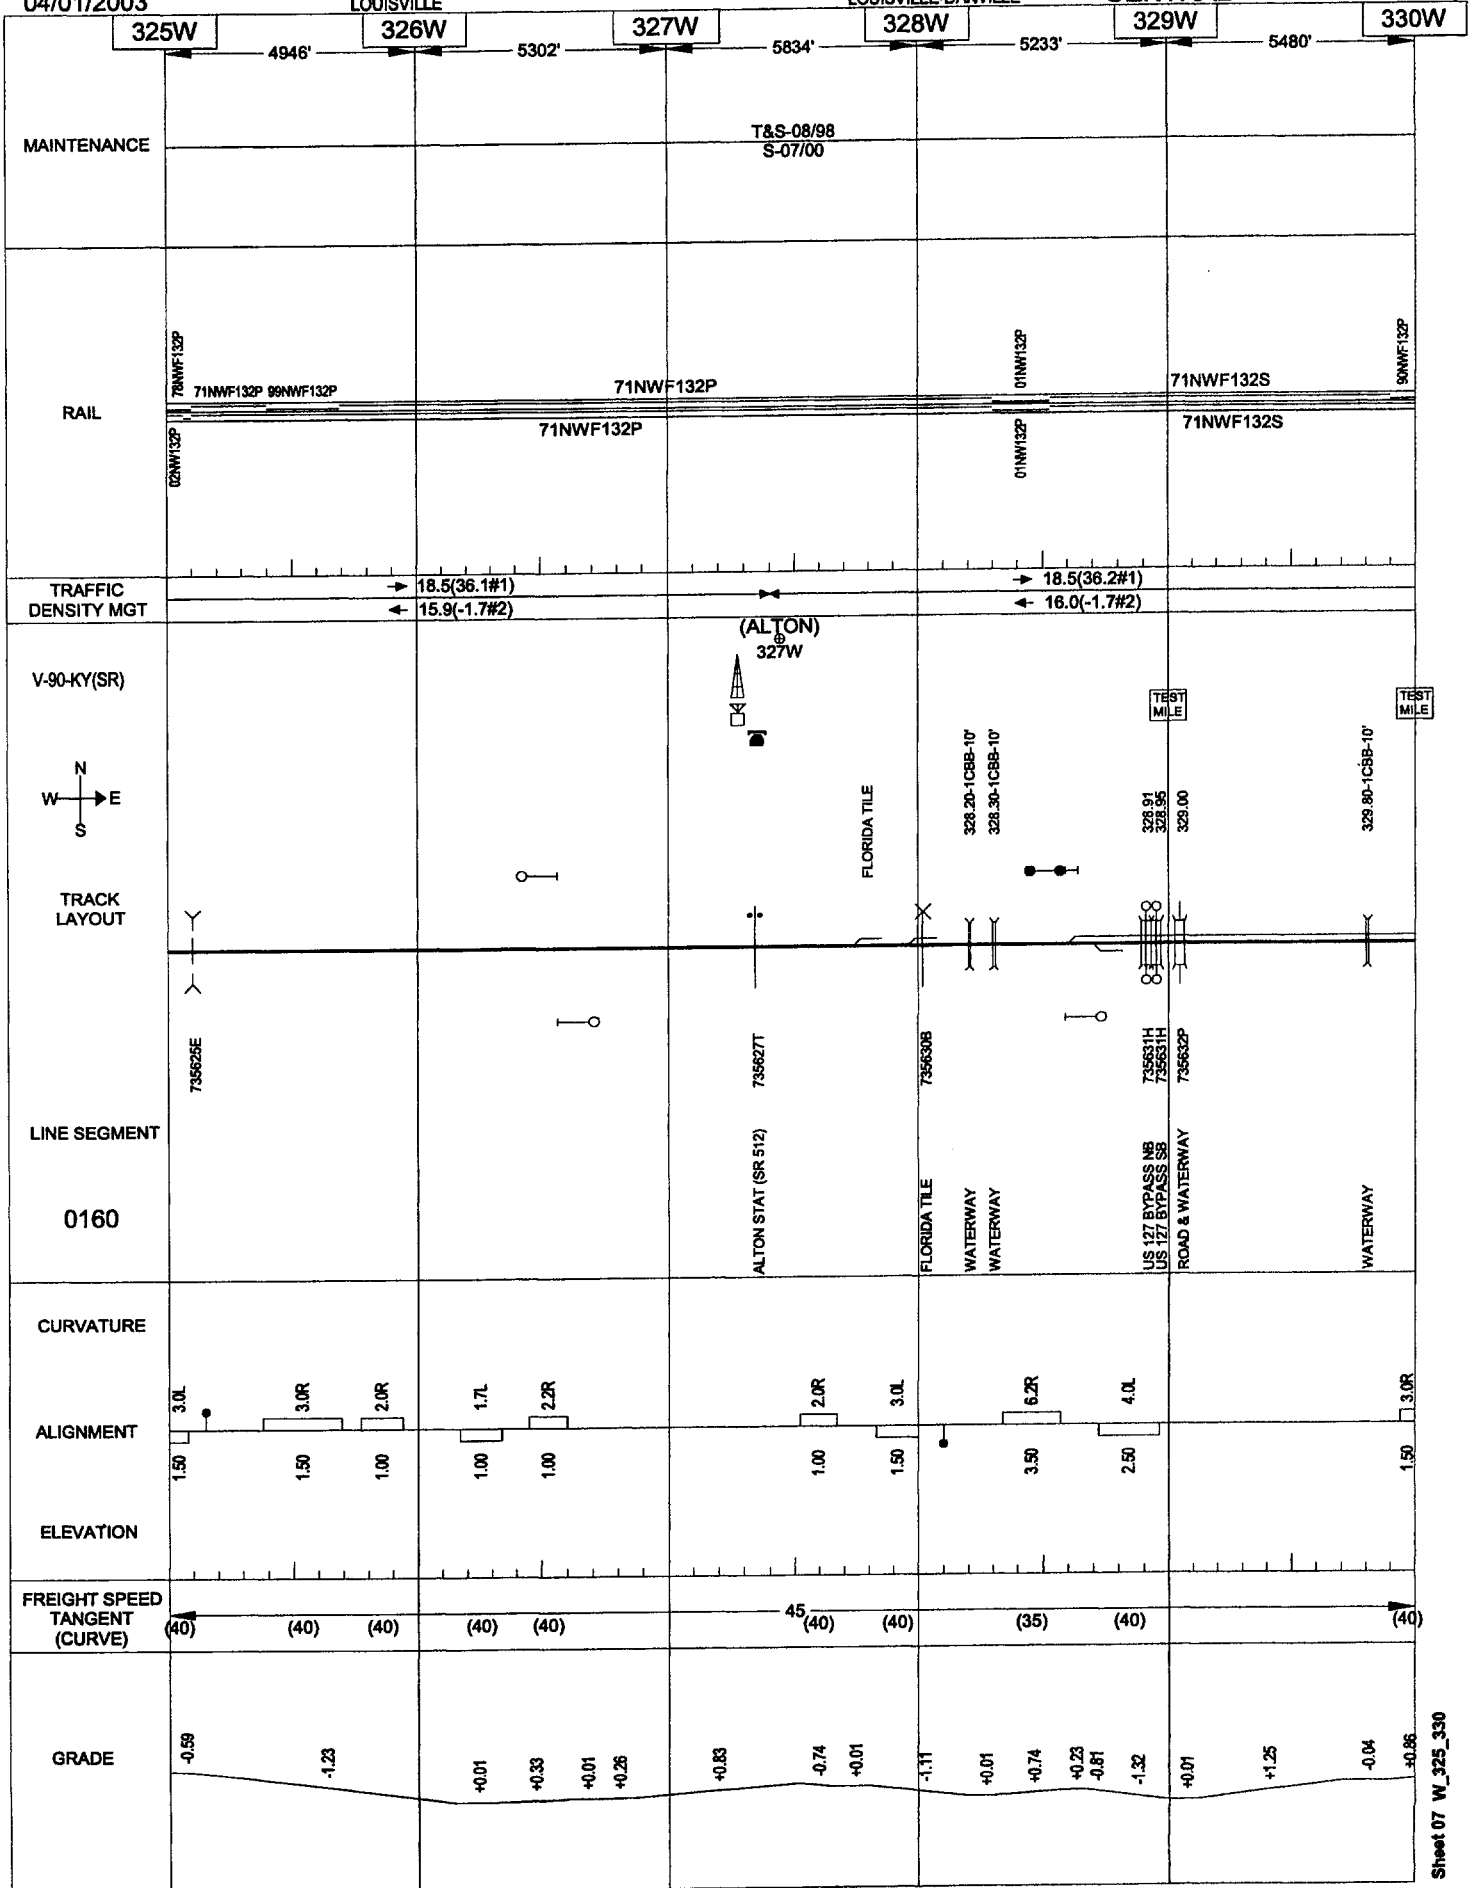 04/01/2003
LOUISVILLE
325W
326W
327W
328W
329W
330W
4946'
5302'
5834'
5233'
5480'
MAINTENANCE
T&S-08/98
S-07/00
RAIL
78NWF132P
71NWF132P 99NWF132P
71NWF132P
01NW132P
71NWF132S
90NWF132P
02NW132P
71NWF132P
01NW132P
71NWF132S
TRAFFIC
DENSITY MGT
18.5(36.1#1)
15.9(-1.7#2)
18.5(36.2#1)
16.0(-1.7#2)
V-90-KY(SR)
(ALTON)
327W
TEST
MILE
TEST
MILE
N
W E
S
FLORIDA TILE
328.20-1CBB-10'
328.30-1CBB-10'
328.91
328.95
329.00
329.80-1CBB-10'
TRACK
LAYOUT
735625E
735627T
735630B
735631H
735631H
735632P
LINE SEGMENT
0160
ALTON STAT (SR 512)
FLORIDA TILE
WATERWAY
WATERWAY
US 127 BYPASS NB
US 127 BYPASS SB
ROAD & WATERWAY
WATERWAY
CURVATURE
3.0L
3.0R
2.0R
1.7L
2.2R
2.0R
3.0L
6.2R
4.0L
3.0R
ALIGNMENT
1.50
1.50
1.00
1.00
1.00
1.00
1.50
3.50
2.50
1.50
ELEVATION
FREIGHT SPEED
TANGENT
(CURVE)
45
(40)
(40)
(40)
(40)
(40)
(40)
(40)
(35)
(40)
(40)
GRADE
-0.59
-1.23
+0.01
+0.33
+0.01
+0.26
+0.83
-0.74
+0.01
-1.11
+0.01
+0.74
+0.23
-0.81
-1.32
+0.01
+1.25
-0.04
+0.86
Sheet 07 W_325_330